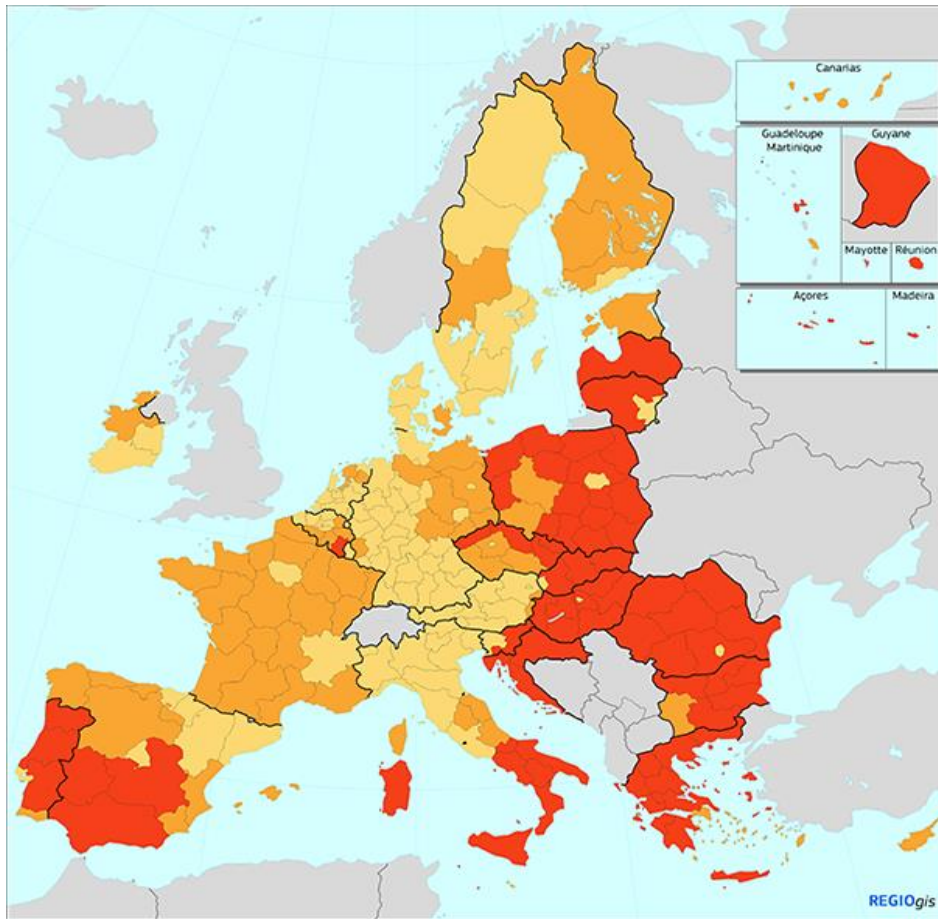 Canarias
Guadeloupe
Martinique
Guyane
Mayotte
Réunion
Açores
Madeira
REGIOgis